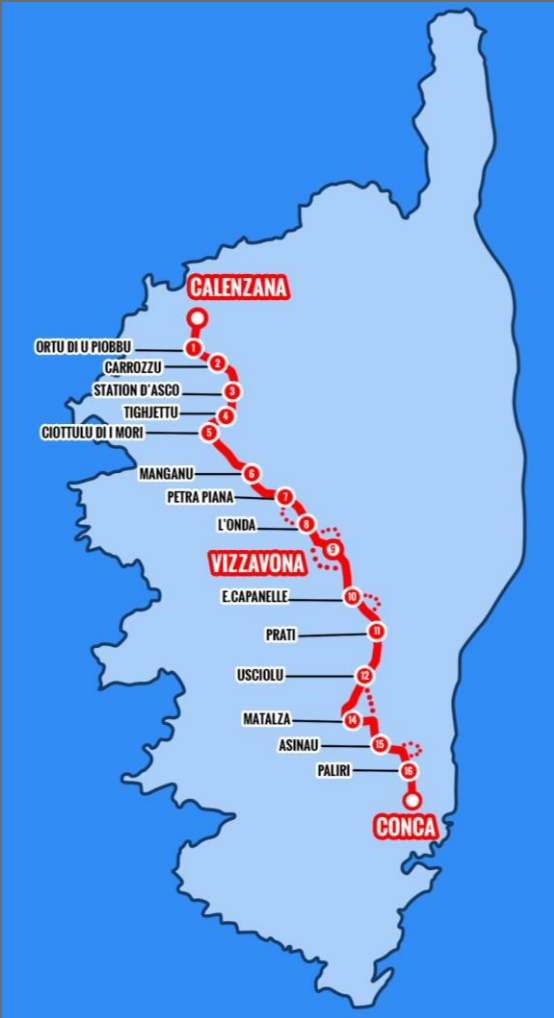 CALENZANA
1
ORTU DI U PIOBBU
2
CARROZZU
3
STATION D'ASCO
4
TIGHJETTU
5
CIOTTULU DI I MORI
6
MANGANU
7
PETRA PIANA
8
L'ONDA
9
VIZZAVONA
10
E.CAPANELLE
11
PRATI
12
USCIOLU
14
MATALZA
15
ASINAU
16
PALIRI
CONCA